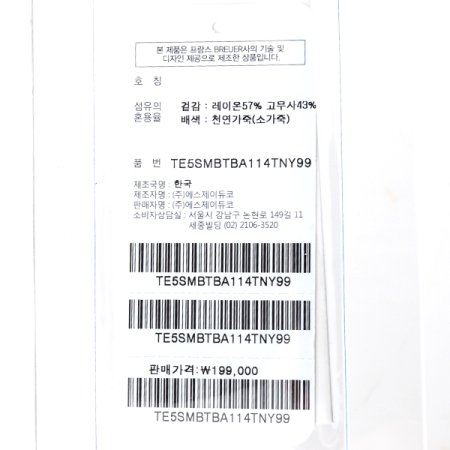 본 제품은 프랑스 BREUER사의 기술 및
디자인 제공으로 제조한 상품입니다.
호 칭
섬유의 겉감 : 레이온57% 고무사43%
혼용율 배색 : 천연가죽(소가죽)
품 번 TE5SMBTBA114TNY99
제조국명 : 한국
제조자명 : (주)에스제이듀코
판매자명 : (주)에스제이듀코
소비자상담실 : 서울시 강남구 논현로 149길 11
세종빌딩 (02) 2106-3520
TE5SMBTBA114TNY99
TE5SMBTBA114TNY99
판매가격:₩199,000
TE5SMBTBA114TNY99